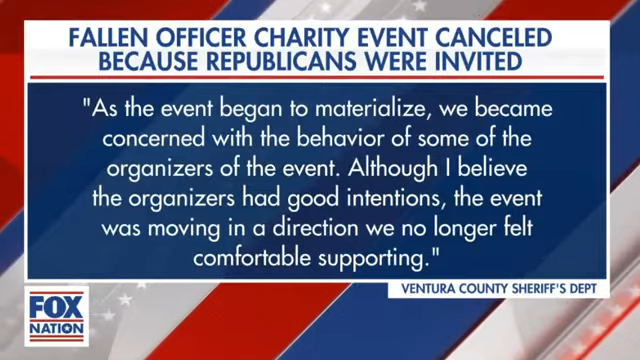 FALLEN OFFICER CHARITY EVENT CANCELED
BECAUSE REPUBLICANS WERE INVITED
"As the event began to materialize, we became
concerned with the behavior of some of the
organizers of the event. Although I believe
the organizers had good intentions, the event
was moving in a direction we no longer felt
comfortable supporting."
VENTURA COUNTY SHERIFF'S DEPT
FOX
NATION